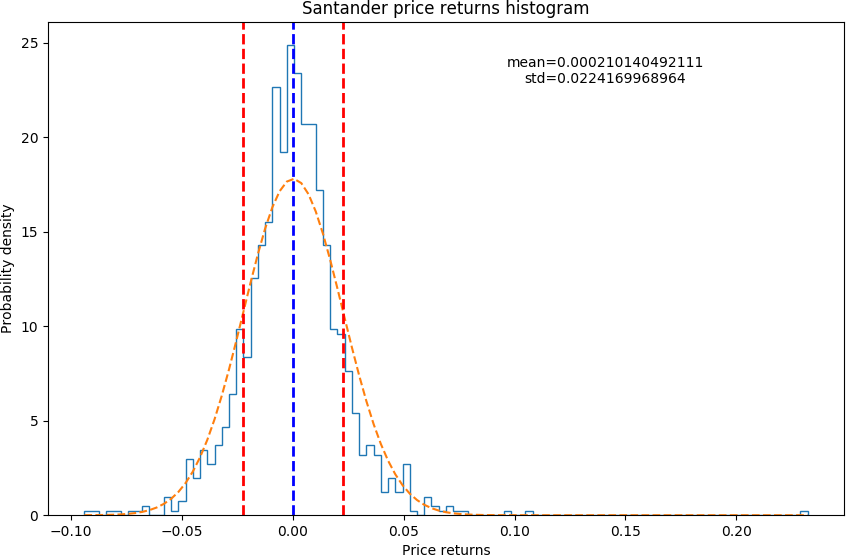 Santander price returns histogram
mean=0.000210140492111
std=0.0224169968964
Probability density
25
20
15
10
5
0
−0.10 −0.05 0.00 0.05 0.10 0.15 0.20
Price returns